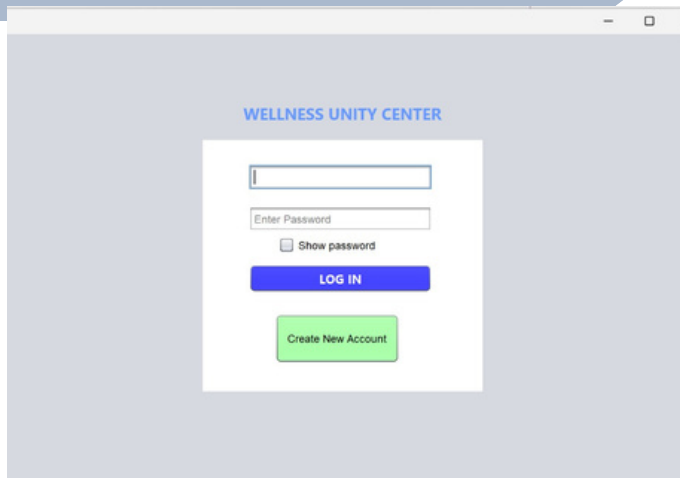 WELLNESS UNITY CENTER
Enter Password
Show password
LOG IN
Create New Account